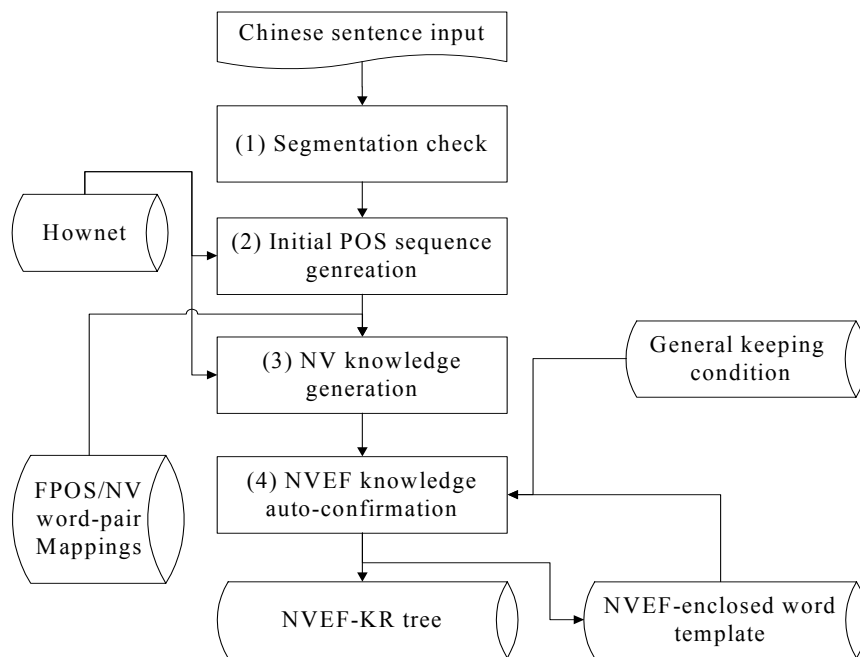 Chinese sentence input
(1) Segmentation check
Hownet
(2) Initial POS sequence
genreation
(3) NV knowledge
generation
General keeping
condition
FPOS/NV
word-pair
Mappings
(4) NVEF knowledge
auto-confirmation
NVEF-KR tree
NVEF-enclosed word
template